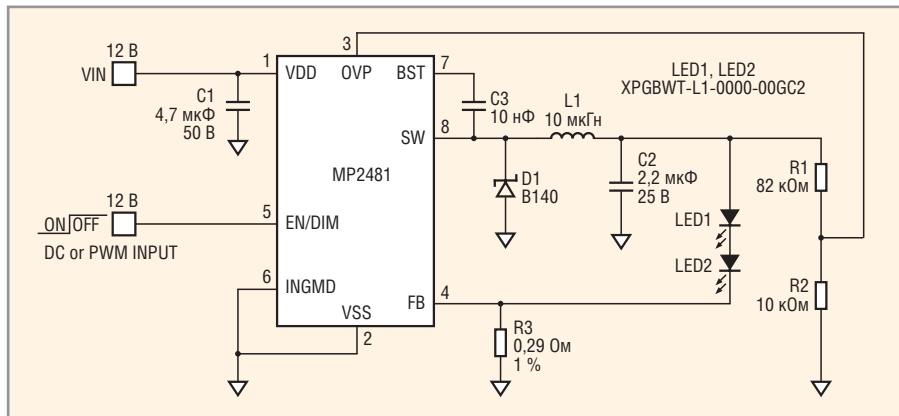 12 В
VIN
1
VDD
3
OVP
BST
7
C1
4,7 мкФ
50 В
C3
10 нФ
L1
10 мкГн
LED1, LED2
XPGBWT-L1-0000-00GC2
8
SW
MP2481
D1
B140
C2
2,2 мкФ
25 В
R1
82 кОм
12 В
ON OFF
5
EN/DIM
DC or PWM INPUT
LED1
LED2
6
INGMD
VSS
2
FB
4
R2
10 кОм
R3
0,29 Ом
1 %